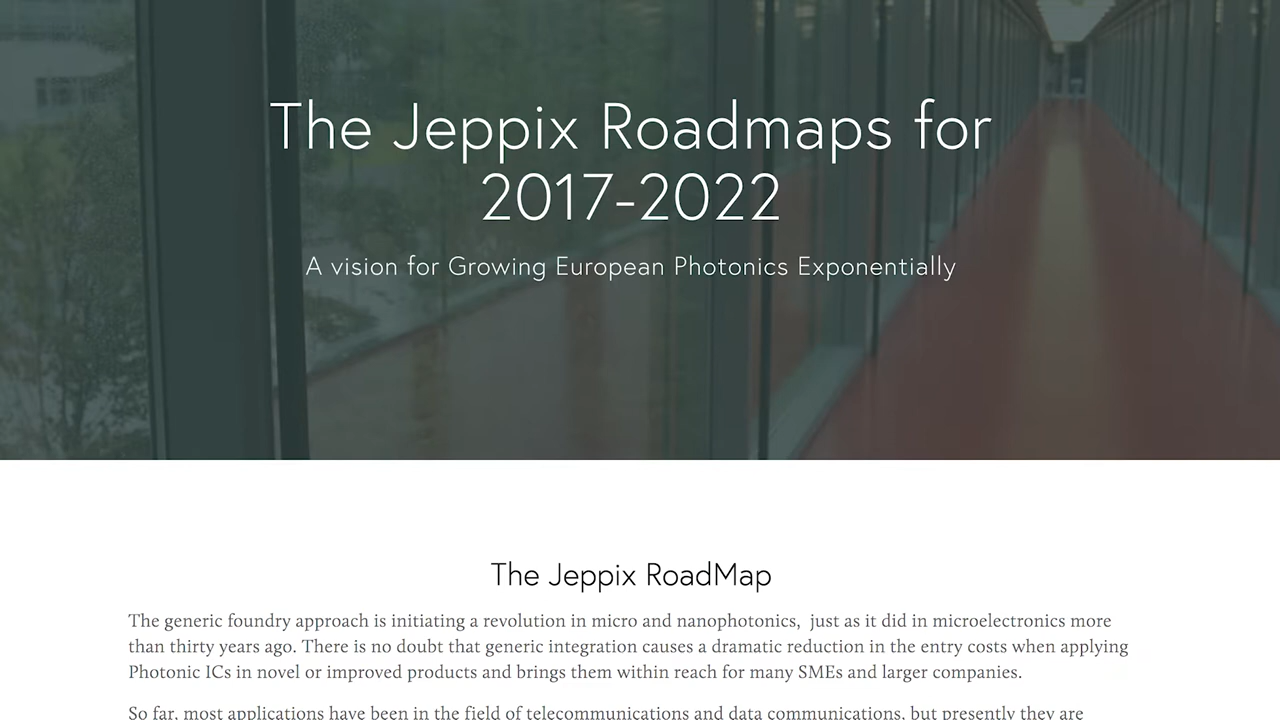 The Jeppix Roadmaps for
2017-2022
A vision for Growing European Photonics Exponentially
The Jeppix RoadMap
The generic foundry approach is initiating a revolution in micro and nanophotonics,  just as it did in microelectronics more
than thirty years ago. There is no doubt that generic integration causes a dramatic reduction in the entry costs when applying
Photonic ICs in novel or improved products and brings them within reach for many SMEs and larger companies.
So far, most applications have been in the field of telecommunications and data communications, but presently they are